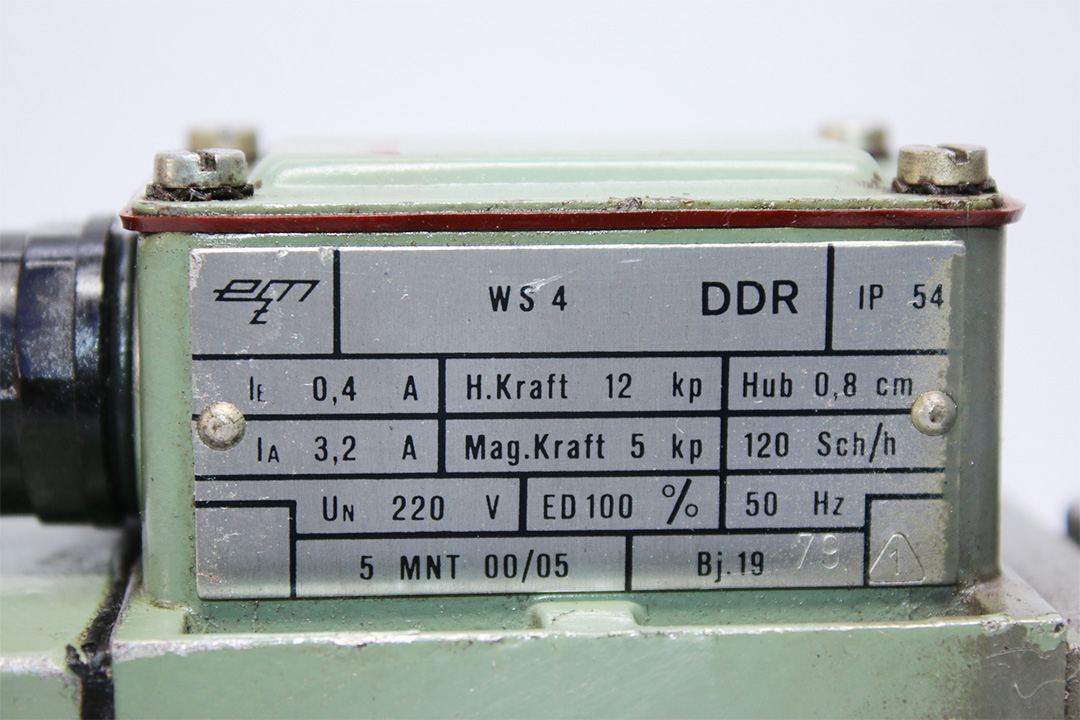 emz WS 4 DDR IP 54
IE 0,4 A H.Kraft 12 kp Hub 0,8 cm
IA 3,2 A Mag.Kraft 5 kp 120 Sch/h
UN 220 V ED 100 % 50 Hz
5 MNT 00/05 Bj.19 79 1